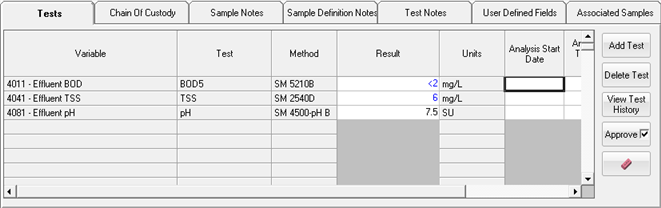 Tests Chain Of Custody Sample Notes Sample Definition Notes Test Notes User Defined Fields Associated Samples
Variable Test Method Result Units Analysis Start Date An T
4011 - Effluent BOD BOD5 SM 5210B <2 mg/L
4041 - Effluent TSS TSS SM 2540D 6 mg/L
4081 - Effluent pH pH SM 4500-pH B 7.5 SU
Add Test
Delete Test
View Test
History
Approve